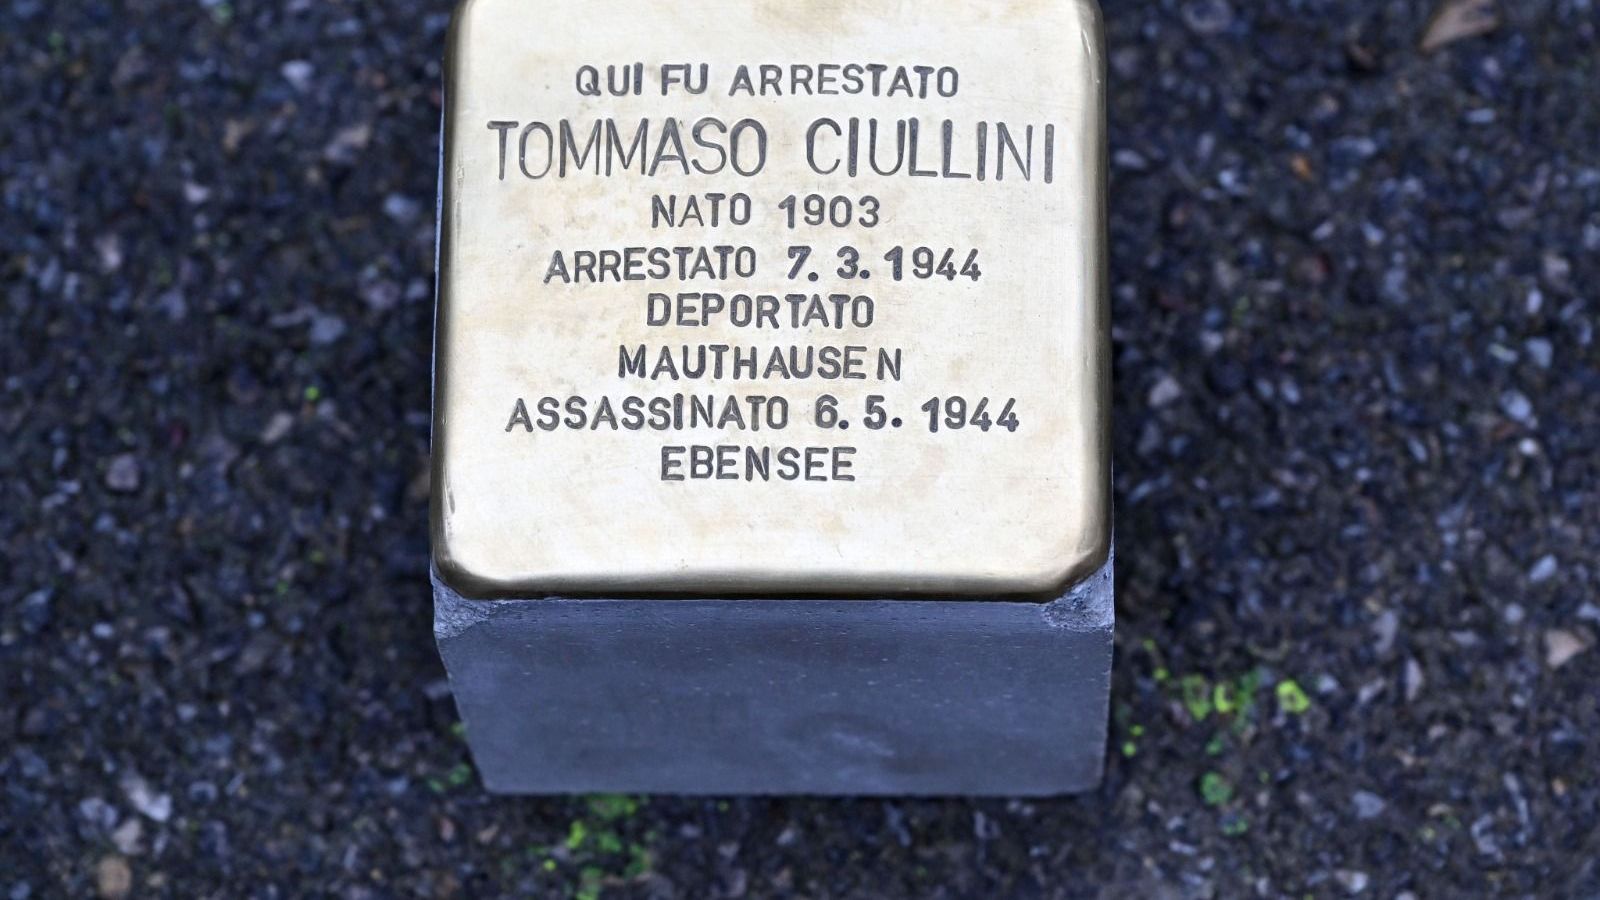 QUI FU ARRESTATO
TOMMASO CIULLINI
NATO 1903
ARRESTATO 7.3.1944
DEPORTATO
MAUTHAUSEN
ASSASSINATO 6.5.1944
EBENSEE